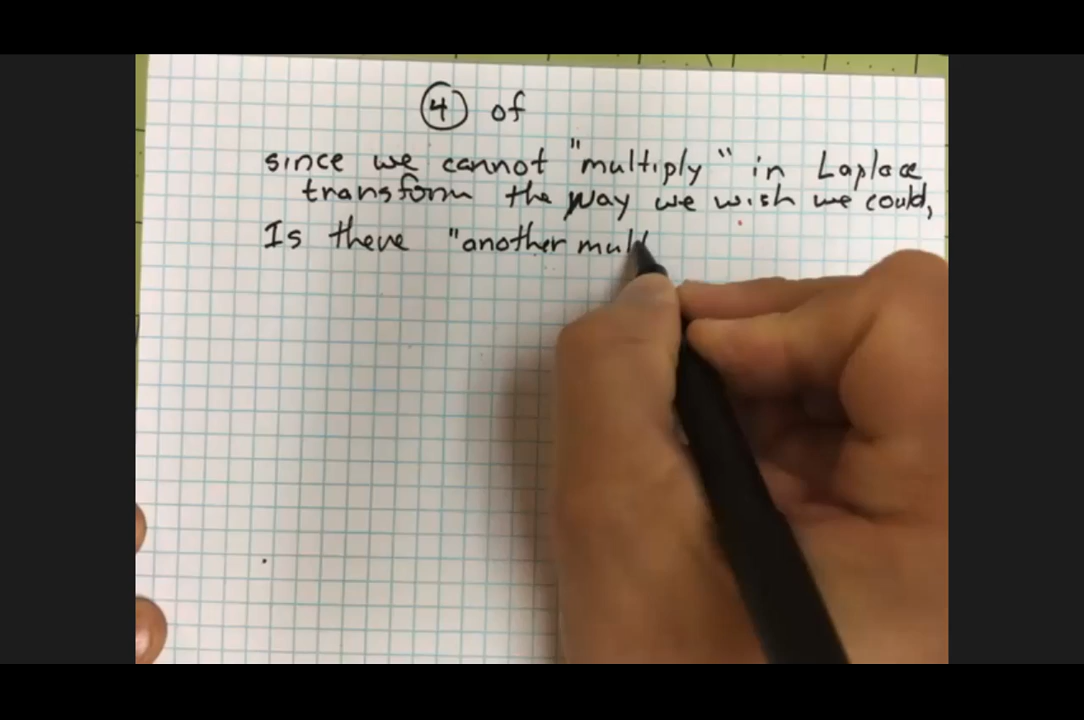 4 of
since we cannot "multiply" in Laplace
transform the way we wish we could,
Is there "another mul